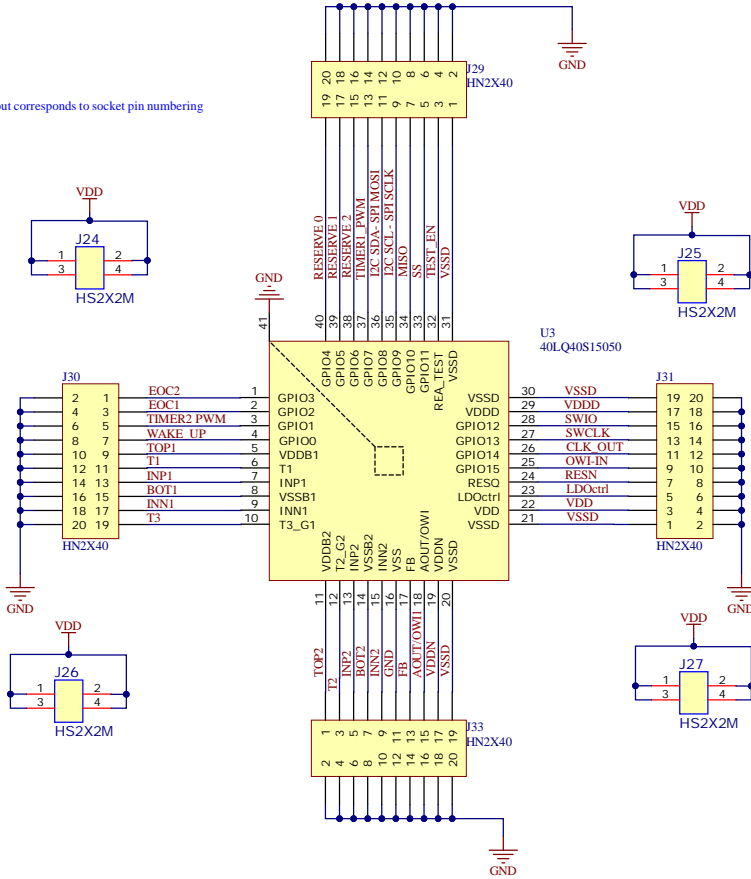 GND
J29
HN2X40
20 18 16 14 12 10 8 6 4 2
19 17 15 13 11 9 7 5 3 1
out corresponds to socket pin numbering
RESERVE 0
RESERVE 1
RESERVE 2
TIMER1_PWM
I2C SDA- SPI MOSI
I2C SCL - SPI SCLK
MISO
SS
TEST_EN
VSSD
VDD
J24
1 2
3 4
HS2X2M
VDD
J25
1 2
3 4
HS2X2M
GND
41
40 39 38 37 36 35 34 33 32 31
U3
40LQ40S15050
GPIO4
GPIO5
GPIO6
GPIO7
GPIO8
GPIO9
GPIO10
GPIO11
REA_TEST
VSSD
J30
2 1 EOC2 1 GPIO3
4 3 EOC1 2 GPIO2
6 5 TIMER2 PWM 3 GPIO1
8 7 WAKE_UP 4 GPIO0
10 9 TOP1 5 VDDB1
12 11 T1 6 T1
14 13 INP1 7 INP1
16 15 BOT1 8 VSSB1
18 17 INN1 9 INN1
20 19 T3 10 T3_G1
HN2X40
GND
J31
VSSD 30 VSSD 19 20
VDDD 29 VDDD 17 18
GPIO12 28 SWIO 15 16
GPIO13 27 SWCLK 13 14
GPIO14 26 CLK_OUT 11 12
GPIO15 25 OWI-IN 9 10
RESQ 24 RESN 7 8
LDOctrl 23 LDOctrl 5 6
VDD 22 VDD 3 4
VSSD 21 VSSD 1 2
HN2X40
GND
VDDB2
T2_G2
INP2
VSSB2
INN2
VSS
FB
AOUT/OWI
VDDN
VSSD
11 12 13 14 15 16 17 18 19 20
TOP2
T2
INP2
BOT2
INN2
GND
FB
AOUT/OWI1
VDDN
VSSD
VDD
J26
1 2
3 4
HS2X2M
VDD
J27
1 2
3 4
HS2X2M
J33
HN2X40
1 3 5 7 9 11 13 15 17 19
2 4 6 8 10 12 14 16 18 20
GND